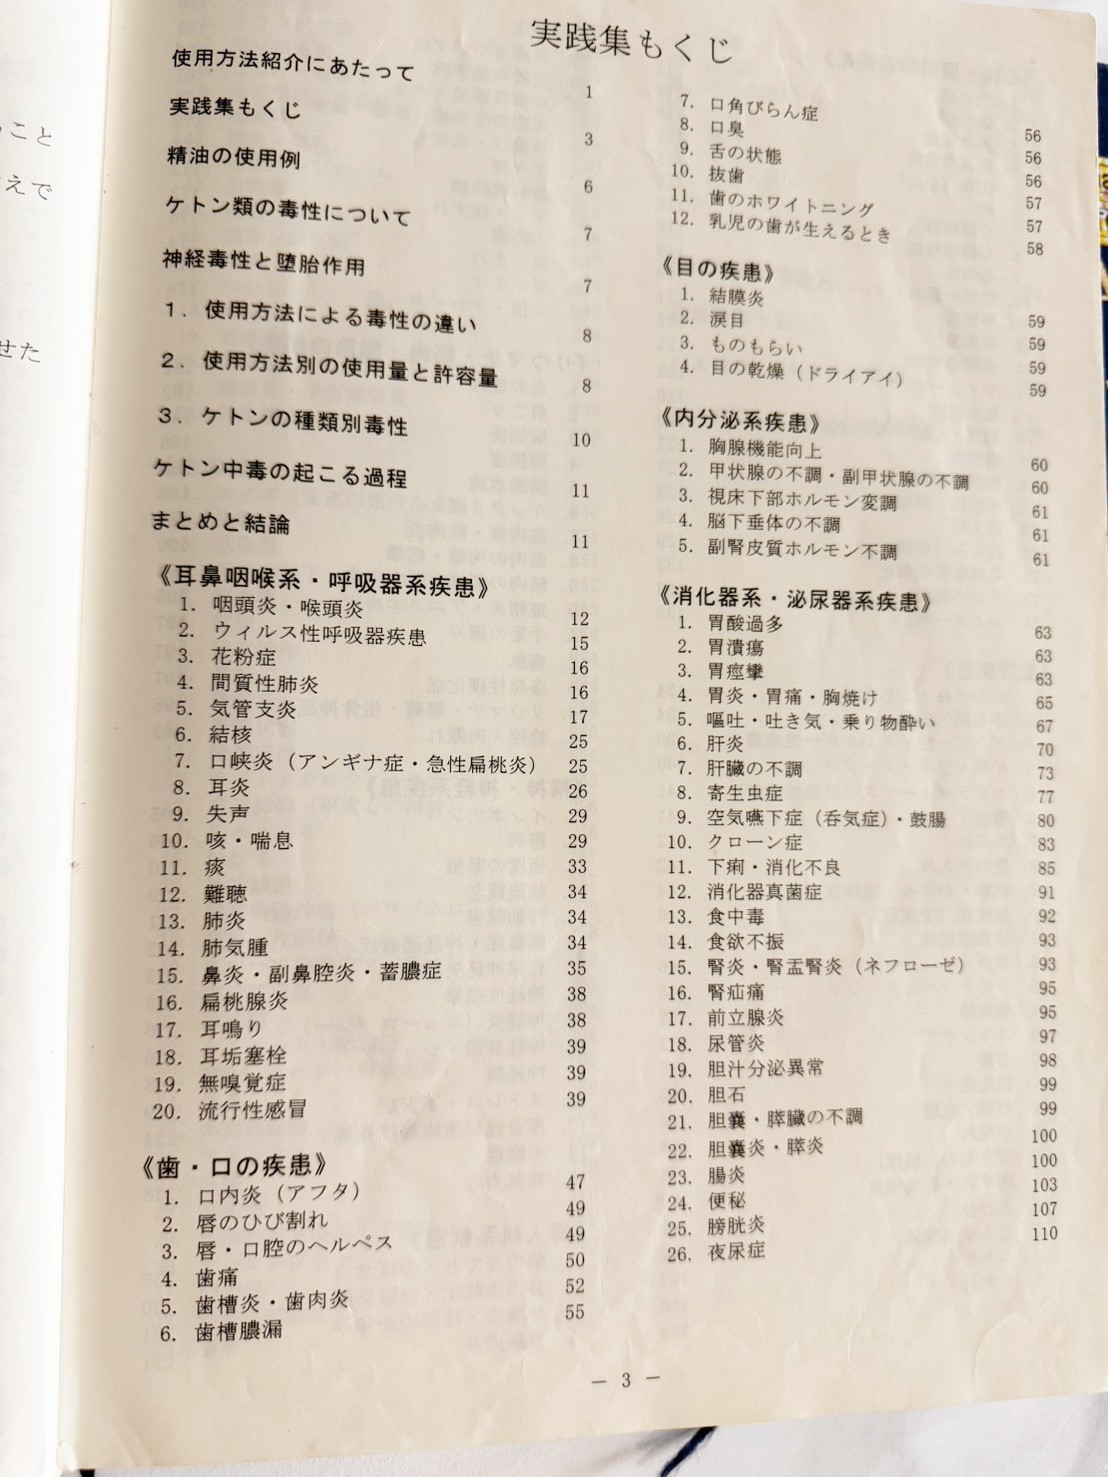 実践集もくじ
使用方法紹介にあたって 1
実践集もくじ 3
精油の使用例 6
ケトン類の毒性について 7
神経毒性と堕胎作用 7
1. 使用方法による毒性の違い 8
2. 使用方法別の使用量と許容量 8
3. ケトンの種類別毒性 10
ケトン中毒の起こる過程 11
まとめと結論 11
《耳鼻咽喉系・呼吸器系疾患》
1. 咽頭炎・喉頭炎 12
2. ウィルス性呼吸器疾患 15
3. 花粉症 16
4. 間質性肺炎 16
5. 気管支炎 17
6. 結核 25
7. 口峡炎（アンギナ症・急性扁桃炎） 25
8. 耳炎 26
9. 失声 29
10. 咳・喘息 29
11. 痰 33
12. 難聴 34
13. 肺炎 34
14. 肺気腫 34
15. 鼻炎・副鼻腔炎・蓄膿症 35
16. 扁桃腺炎 38
17. 耳鳴り 38
18. 耳垢塞栓 39
19. 無嗅覚症 39
20. 流行性感冒 39
《歯・口の疾患》
1. 口内炎（アフタ） 47
2. 唇のひび割れ 49
3. 唇・口腔のヘルペス 49
4. 歯痛 50
5. 歯槽炎・歯肉炎 52
6. 歯槽膿漏 55
7. 口角びらん症 56
8. 口臭 56
9. 舌の状態 56
10. 抜歯 57
11. 歯のホワイトニング 57
12. 乳児の歯が生えるとき 58
《目の疾患》
1. 結膜炎 59
2. 涙目 59
3. ものもらい 59
4. 目の乾燥（ドライアイ） 59
《内分泌系疾患》
1. 胸腺機能向上 60
2. 甲状腺の不調・副甲状腺の不調 60
3. 視床下部ホルモン変調 61
4. 脳下垂体の不調 61
5. 副腎皮質ホルモン不調 61
《消化器系・泌尿器系疾患》
1. 胃酸過多 63
2. 胃潰瘍 63
3. 胃痙攣 63
4. 胃炎・胃痛・胸焼け 65
5. 嘔吐・吐き気・乗り物酔い 67
6. 肝炎 70
7. 肝臓の不調 73
8. 寄生虫症 77
9. 空気嚥下症（呑気症）・鼓腸 80
10. クローン症 83
11. 下痢・消化不良 85
12. 消化器真菌症 91
13. 食中毒 92
14. 食欲不振 93
15. 腎炎・腎盂腎炎（ネフローゼ） 93
16. 腎疝痛 95
17. 前立腺炎 95
18. 尿管炎 97
19. 胆汁分泌異常 98
20. 胆石 99
21. 胆嚢・膵臓の不調 99
22. 胆嚢炎・膵炎 100
23. 腸炎 100
24. 便秘 103
25. 膀胱炎 107
26. 夜尿症 110
− 3 −
こと
えで
せた